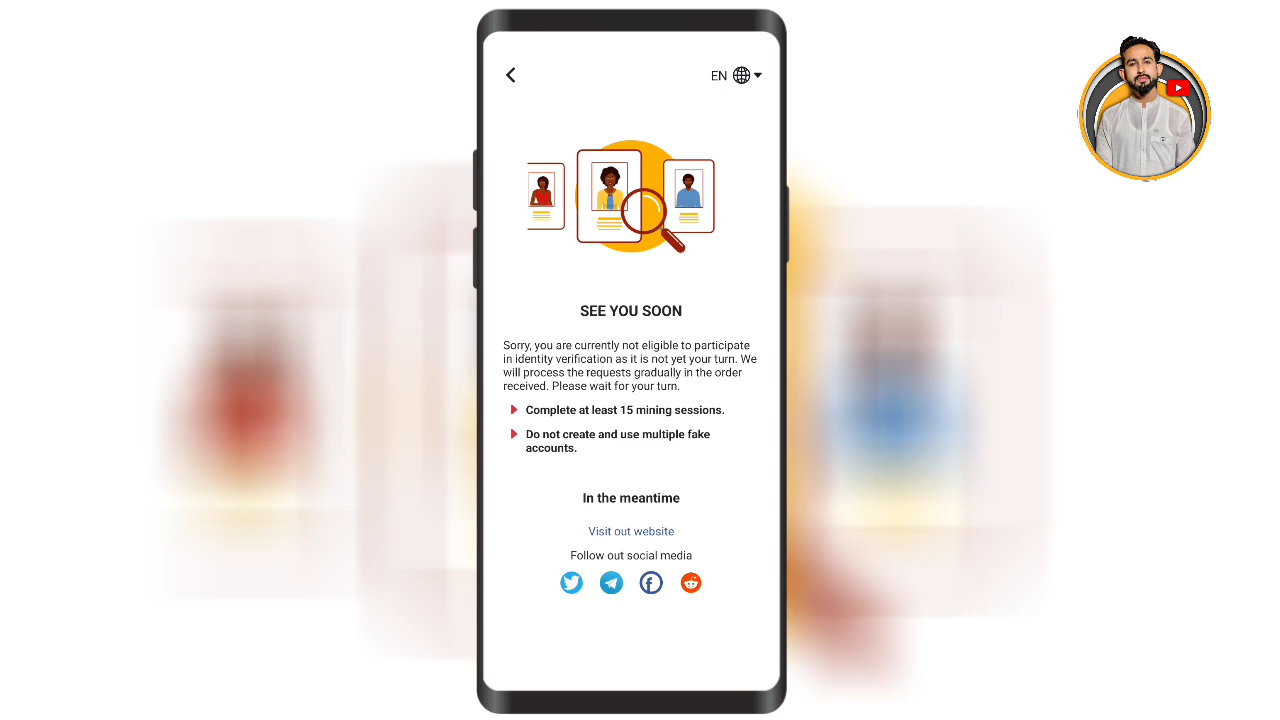 EN
SEE YOU SOON
Sorry, you are currently not eligible to participate
in identity verification as it is not yet your turn. We
will process the requests gradually in the order
received. Please wait for your turn.
Complete at least 15 mining sessions.
Do not create and use multiple fake
accounts.
In the meantime
Visit out website
Follow out social media